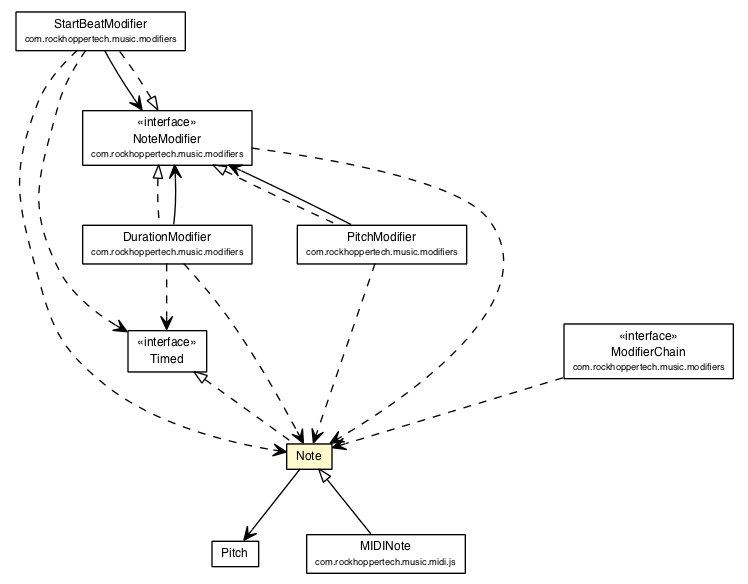 StartBeatModifier
com.rockhoppertech.music.modifiers
«interface»
NoteModifier
com.rockhoppertech.music.modifiers
DurationModifier
com.rockhoppertech.music.modifiers
PitchModifier
com.rockhoppertech.music.modifiers
«interface»
Timed
«interface»
ModifierChain
com.rockhoppertech.music.modifiers
Note
Pitch
MIDINote
com.rockhoppertech.music.midi.js